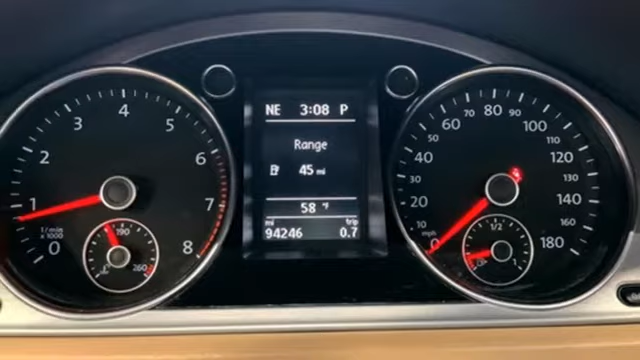 NE 3:08 P
Range
45 mi
58 °F
mi trip
94246 0.7
0 1 2 3 4 5 6 7 8
1/min
x 1000
190
260
0 10 20 30 40 50 60 70 80 90 100 110 120 130 140 160 180
mph
1/2
1